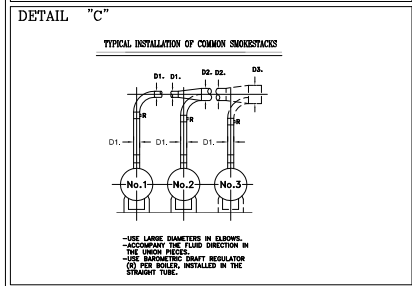 DETAIL "C"
TYPICAL INSTALLATION OF COMMON SMOKESTACKS
D1. D1. D2. D2. D3.
R R R
D1. D1. D1.
No.1 No.2 No.3
-USE LARGE DIAMETERS IN ELBOWS.
-ACCOMPANY THE FLUID DIRECTION IN
THE UNION PIECES.
-USE BAROMETRIC DRAFT REGULATOR
(R) PER BOILER, INSTALLED IN THE
STRAIGHT TUBE.